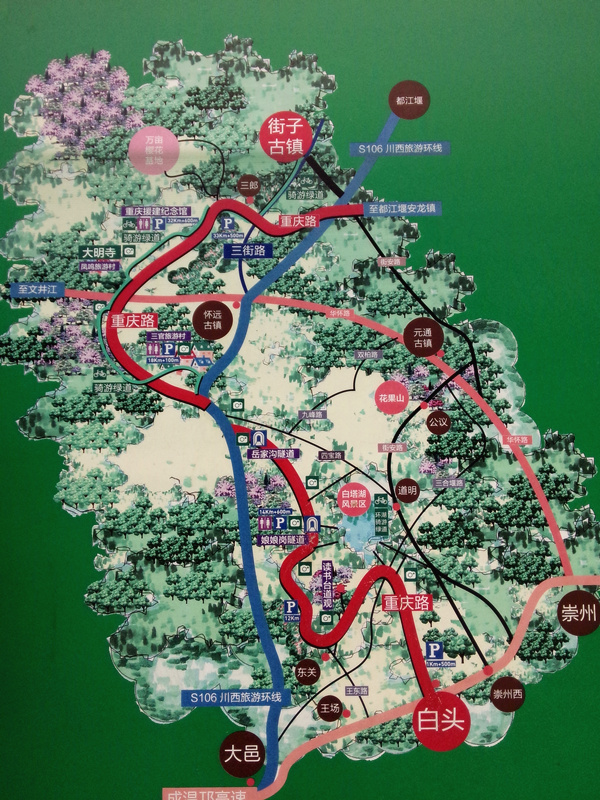 都江堰
街子
古镇
万亩
樱花
基地
S106 川西旅游环线
三郎
骑游绿道
重庆援建纪念馆
32Km+600m
P
33Km+500m
重庆路
至都江堰安龙镇
骑游绿道
大明寺
凤鸣旅游村
三街路
街安路
至文井江
怀远
古镇
华怀路
元通
古镇
重庆路
三官旅游村
P
18Km+100m
双柏路
骑游绿道
花果山
公议
九峰路
华怀路
岳家沟隧道
四宝路
街安路
三合堰路
白塔湖
风景区
道明
14Km+600m
P
娘娘岗隧道
环湖骑游道
读书台道观
重庆路
P
12Km
崇州
P
1Km+500m
东关
崇州西
S106 川西旅游环线
王东路
王场
白头
大邑
成温邛高速